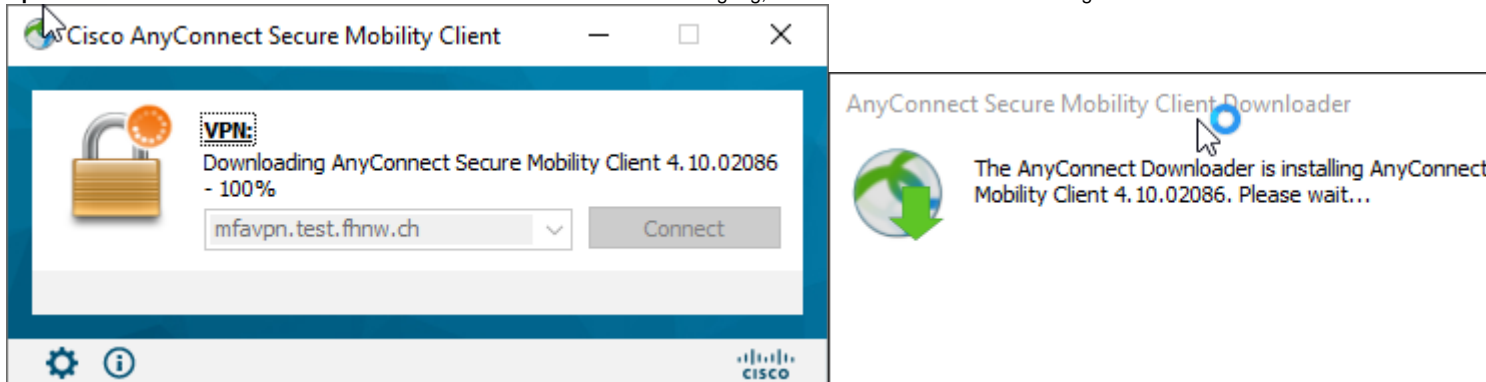 Cisco AnyConnect Secure Mobility Client
VPN:
Downloading AnyConnect Secure Mobility Client 4.10.02086
- 100%
mfavpn.test.fhnw.ch
Connect
CISCO
AnyConnect Secure Mobility Client Downloader
The AnyConnect Downloader is installing AnyConnect
Mobility Client 4.10.02086. Please wait...